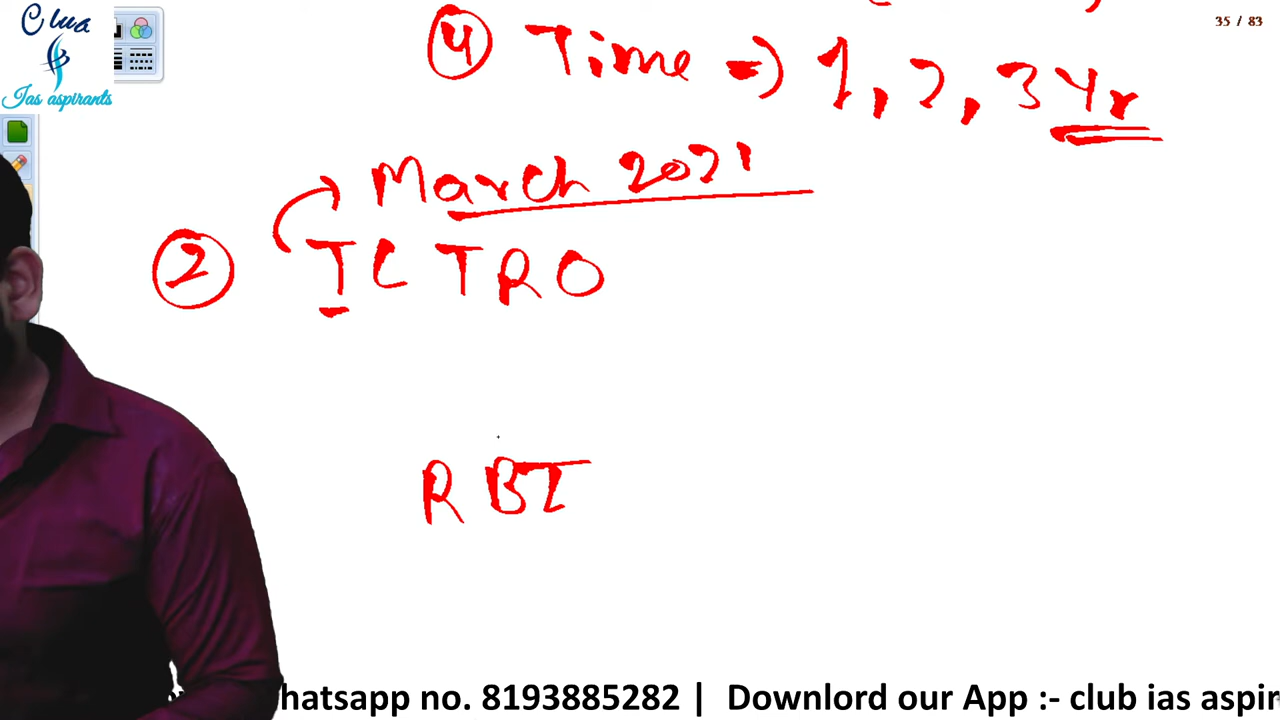 Club
Ias aspirants
35 / 83
④ Time ⇒ 1, 2, 3 Yr
March 2021
② TLTRO
RBI
hatsapp no. 8193885282 | Downlord our App :- club ias aspir